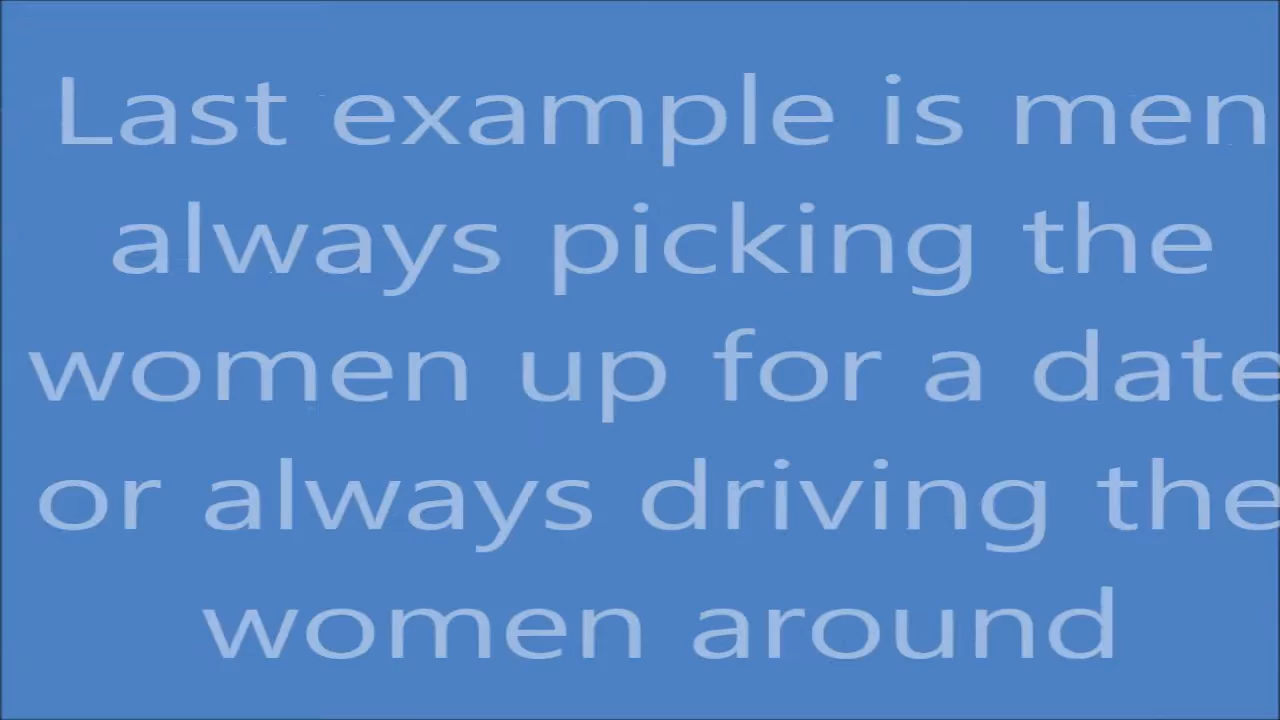 Last example is men
always picking the
women up for a date
or always driving the
women around